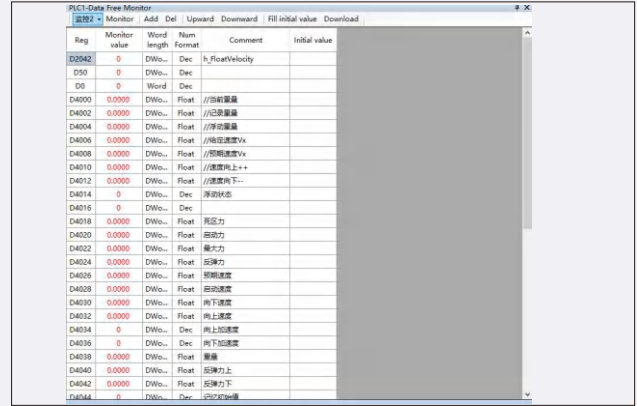 PLC1-Data Free Monitor
监控2 Monitor Add Del Upward Downward Fill initial value Download
Reg Monitor value Word length Num Format Comment Initial value
D2042 0 DWo... Dec h_FloatVelocity
D50 0 DWo... Dec
D0 0 Word Dec
D4000 0.0000 DWo... Float //当前重量
D4002 0.0000 DWo... Float //记录重量
D4004 0.0000 DWo... Float //浮动重量
D4006 0.0000 DWo... Float //给定速度Vx
D4008 0.0000 DWo... Float //预期速度Vx
D4010 0.0000 DWo... Float //速度向上++
D4012 0.0000 DWo... Float //速度向下--
D4014 0 DWo... Dec 浮动状态
D4016 0 DWo... Dec
D4018 0.0000 DWo... Float 死区力
D4020 0.0000 DWo... Float 启动力
D4022 0.0000 DWo... Float 最大力
D4024 0.0000 DWo... Float 反弹力
D4026 0.0000 DWo... Float 预期速度
D4028 0.0000 DWo... Float 启动速度
D4030 0.0000 DWo... Float 向下速度
D4032 0.0000 DWo... Float 向上速度
D4034 0 DWo... Dec 向上加速度
D4036 0 DWo... Dec 向下加速度
D4038 0.0000 DWo... Float 重量
D4040 0.0000 DWo... Float 反弹力上
D4042 0.0000 DWo... Float 反弹力下
D4044 0 DWo... Dec 记忆初始值